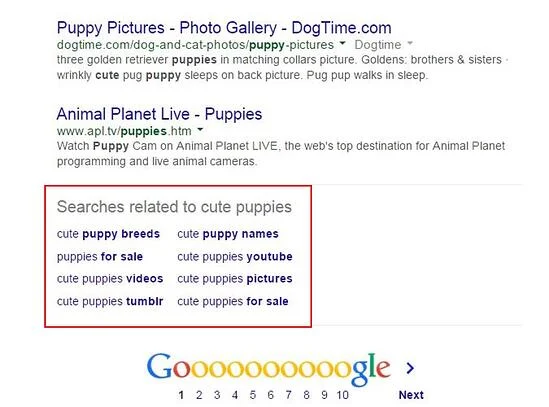 Puppy Pictures - Photo Gallery - DogTime.com
dogtime.com/dog-and-cat-photos/puppy-pictures Dogtime
three golden retriever puppies in matching collars picture. Goldens: brothers & sisters ·
wrinkly cute pug puppy sleeps on back picture. Pug pup walks in sleep.
Animal Planet Live - Puppies
www.apl.tv/puppies.htm
Watch Puppy Cam on Animal Planet LIVE, the web's top destination for Animal Planet
programming and live animal cameras.
Searches related to cute puppies
cute puppy breeds cute puppy names
puppies for sale cute puppies youtube
cute puppies videos cute puppies pictures
cute puppies tumblr cute puppies for sale
Goooooooooogle >
1 2 3 4 5 6 7 8 9 10 Next